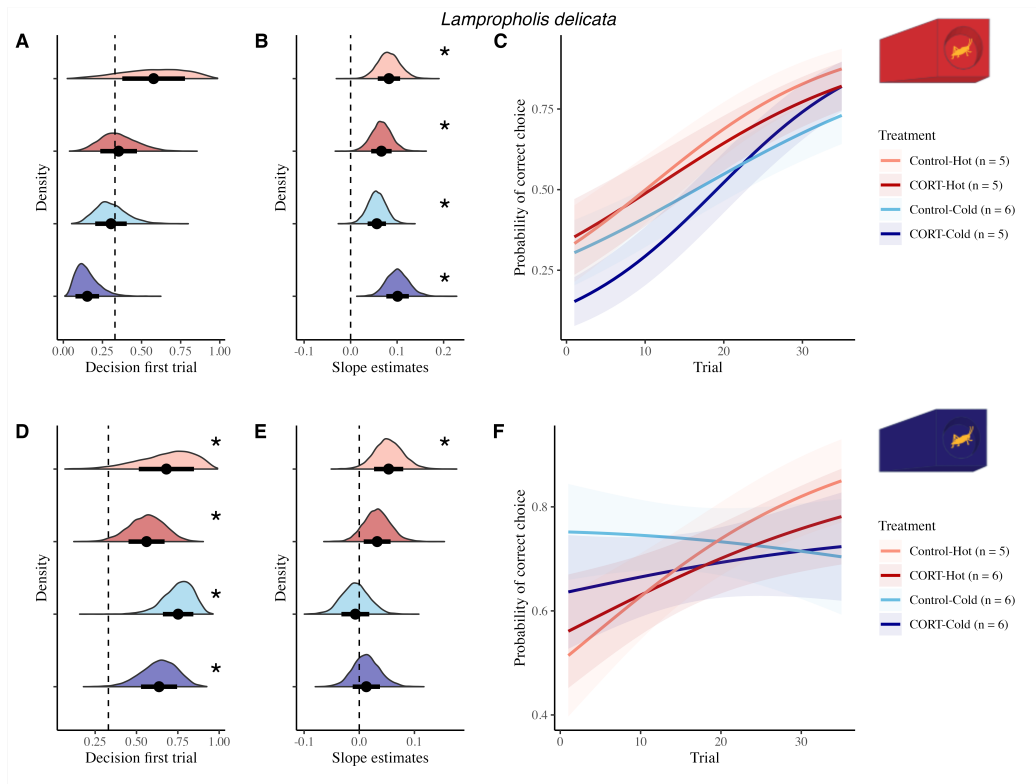 Lampropholis delicata
A
B
C
*
*
*
*
Density
Density
Probability of correct choice
0.75
0.50
0.25
0.00 0.25 0.50 0.75 1.00
-0.1 0.0 0.1 0.2
0 10 20 30
Decision first trial
Slope estimates
Trial
Treatment
Control-Hot (n = 5)
CORT-Hot (n = 5)
Control-Cold (n = 6)
CORT-Cold (n = 5)
D
E
F
*
*
*
*
*
Density
Density
Probability of correct choice
0.8
0.6
0.4
0.25 0.50 0.75 1.00
-0.1 0.0 0.1
0 10 20 30
Decision first trial
Slope estimates
Trial
Treatment
Control-Hot (n = 5)
CORT-Hot (n = 6)
Control-Cold (n = 6)
CORT-Cold (n = 6)